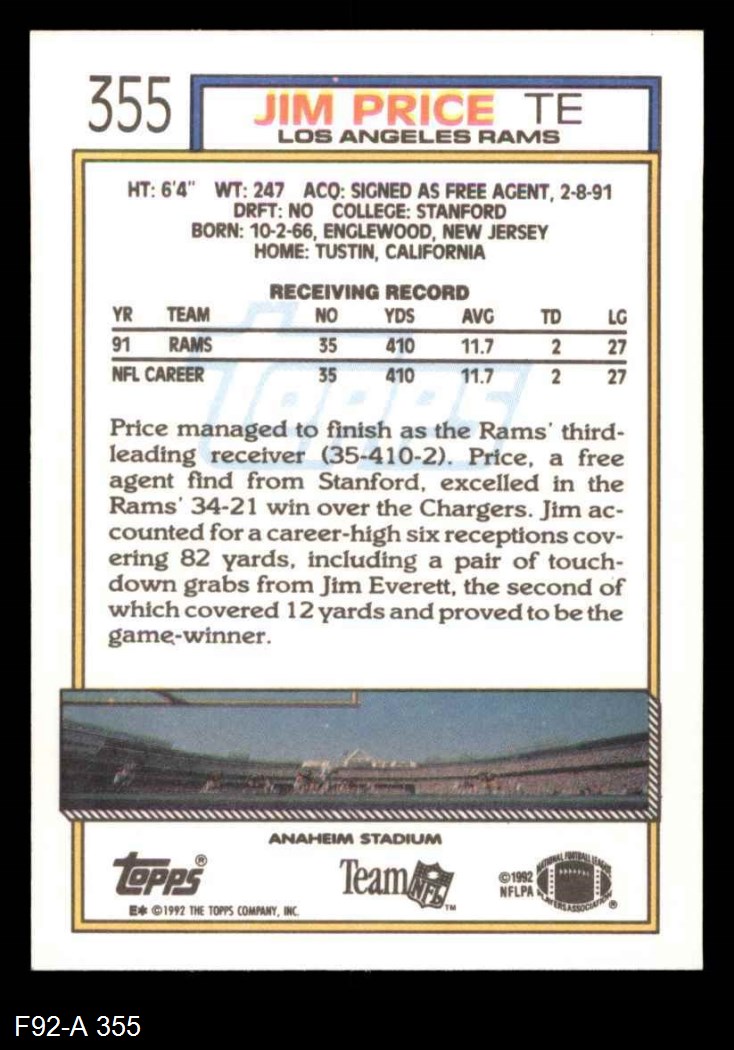 355
JIM PRICE TE
LOS ANGELES RAMS
HT: 6'4" WT: 247 ACQ: SIGNED AS FREE AGENT, 2-8-91
DRFT: NO COLLEGE: STANFORD
BORN: 10-2-66, ENGLEWOOD, NEW JERSEY
HOME: TUSTIN, CALIFORNIA
RECEIVING RECORD
YR TEAM NO YDS AVG TD LG
91 RAMS 35 410 11.7 2 27
NFL CAREER 35 410 11.7 2 27
topps
Price managed to finish as the Rams' third-
leading receiver (35-410-2). Price, a free
agent find from Stanford, excelled in the
Rams' 34-21 win over the Chargers. Jim ac-
counted for a career-high six receptions cov-
ering 82 yards, including a pair of touch-
down grabs from Jim Everett, the second of
which covered 12 yards and proved to be the
game-winner.
ANAHEIM STADIUM
topps®
Team NFL™
©1992
NFLPA
NATIONAL FOOTBALL LEAGUE
PLAYERS ASSOCIATION ®
E* ©1992 THE TOPPS COMPANY, INC.
F92-A 355